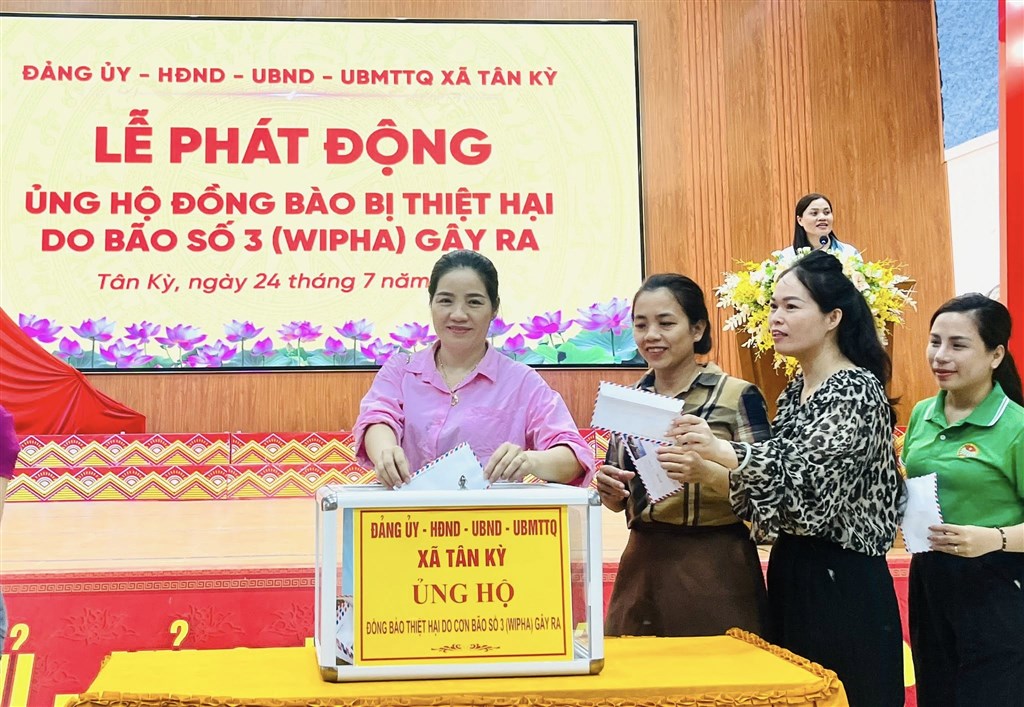 ĐẢNG ỦY - HĐND - UBND - UBMTTQ XÃ TÂN KỲ
LỄ PHÁT ĐỘNG
ỦNG HỘ ĐỒNG BÀO BỊ THIỆT HẠI
DO BÃO SỐ 3 (WIPHA) GÂY RA
Tân Kỳ, ngày 24 tháng 7 năm
ĐẢNG ỦY - HĐND - UBND - UBMTTQ
XÃ TÂN KỲ
ỦNG HỘ
ĐỒNG BÀO THIỆT HẠI DO CƠN BÃO SỐ 3 (WIPHA) GÂY RA